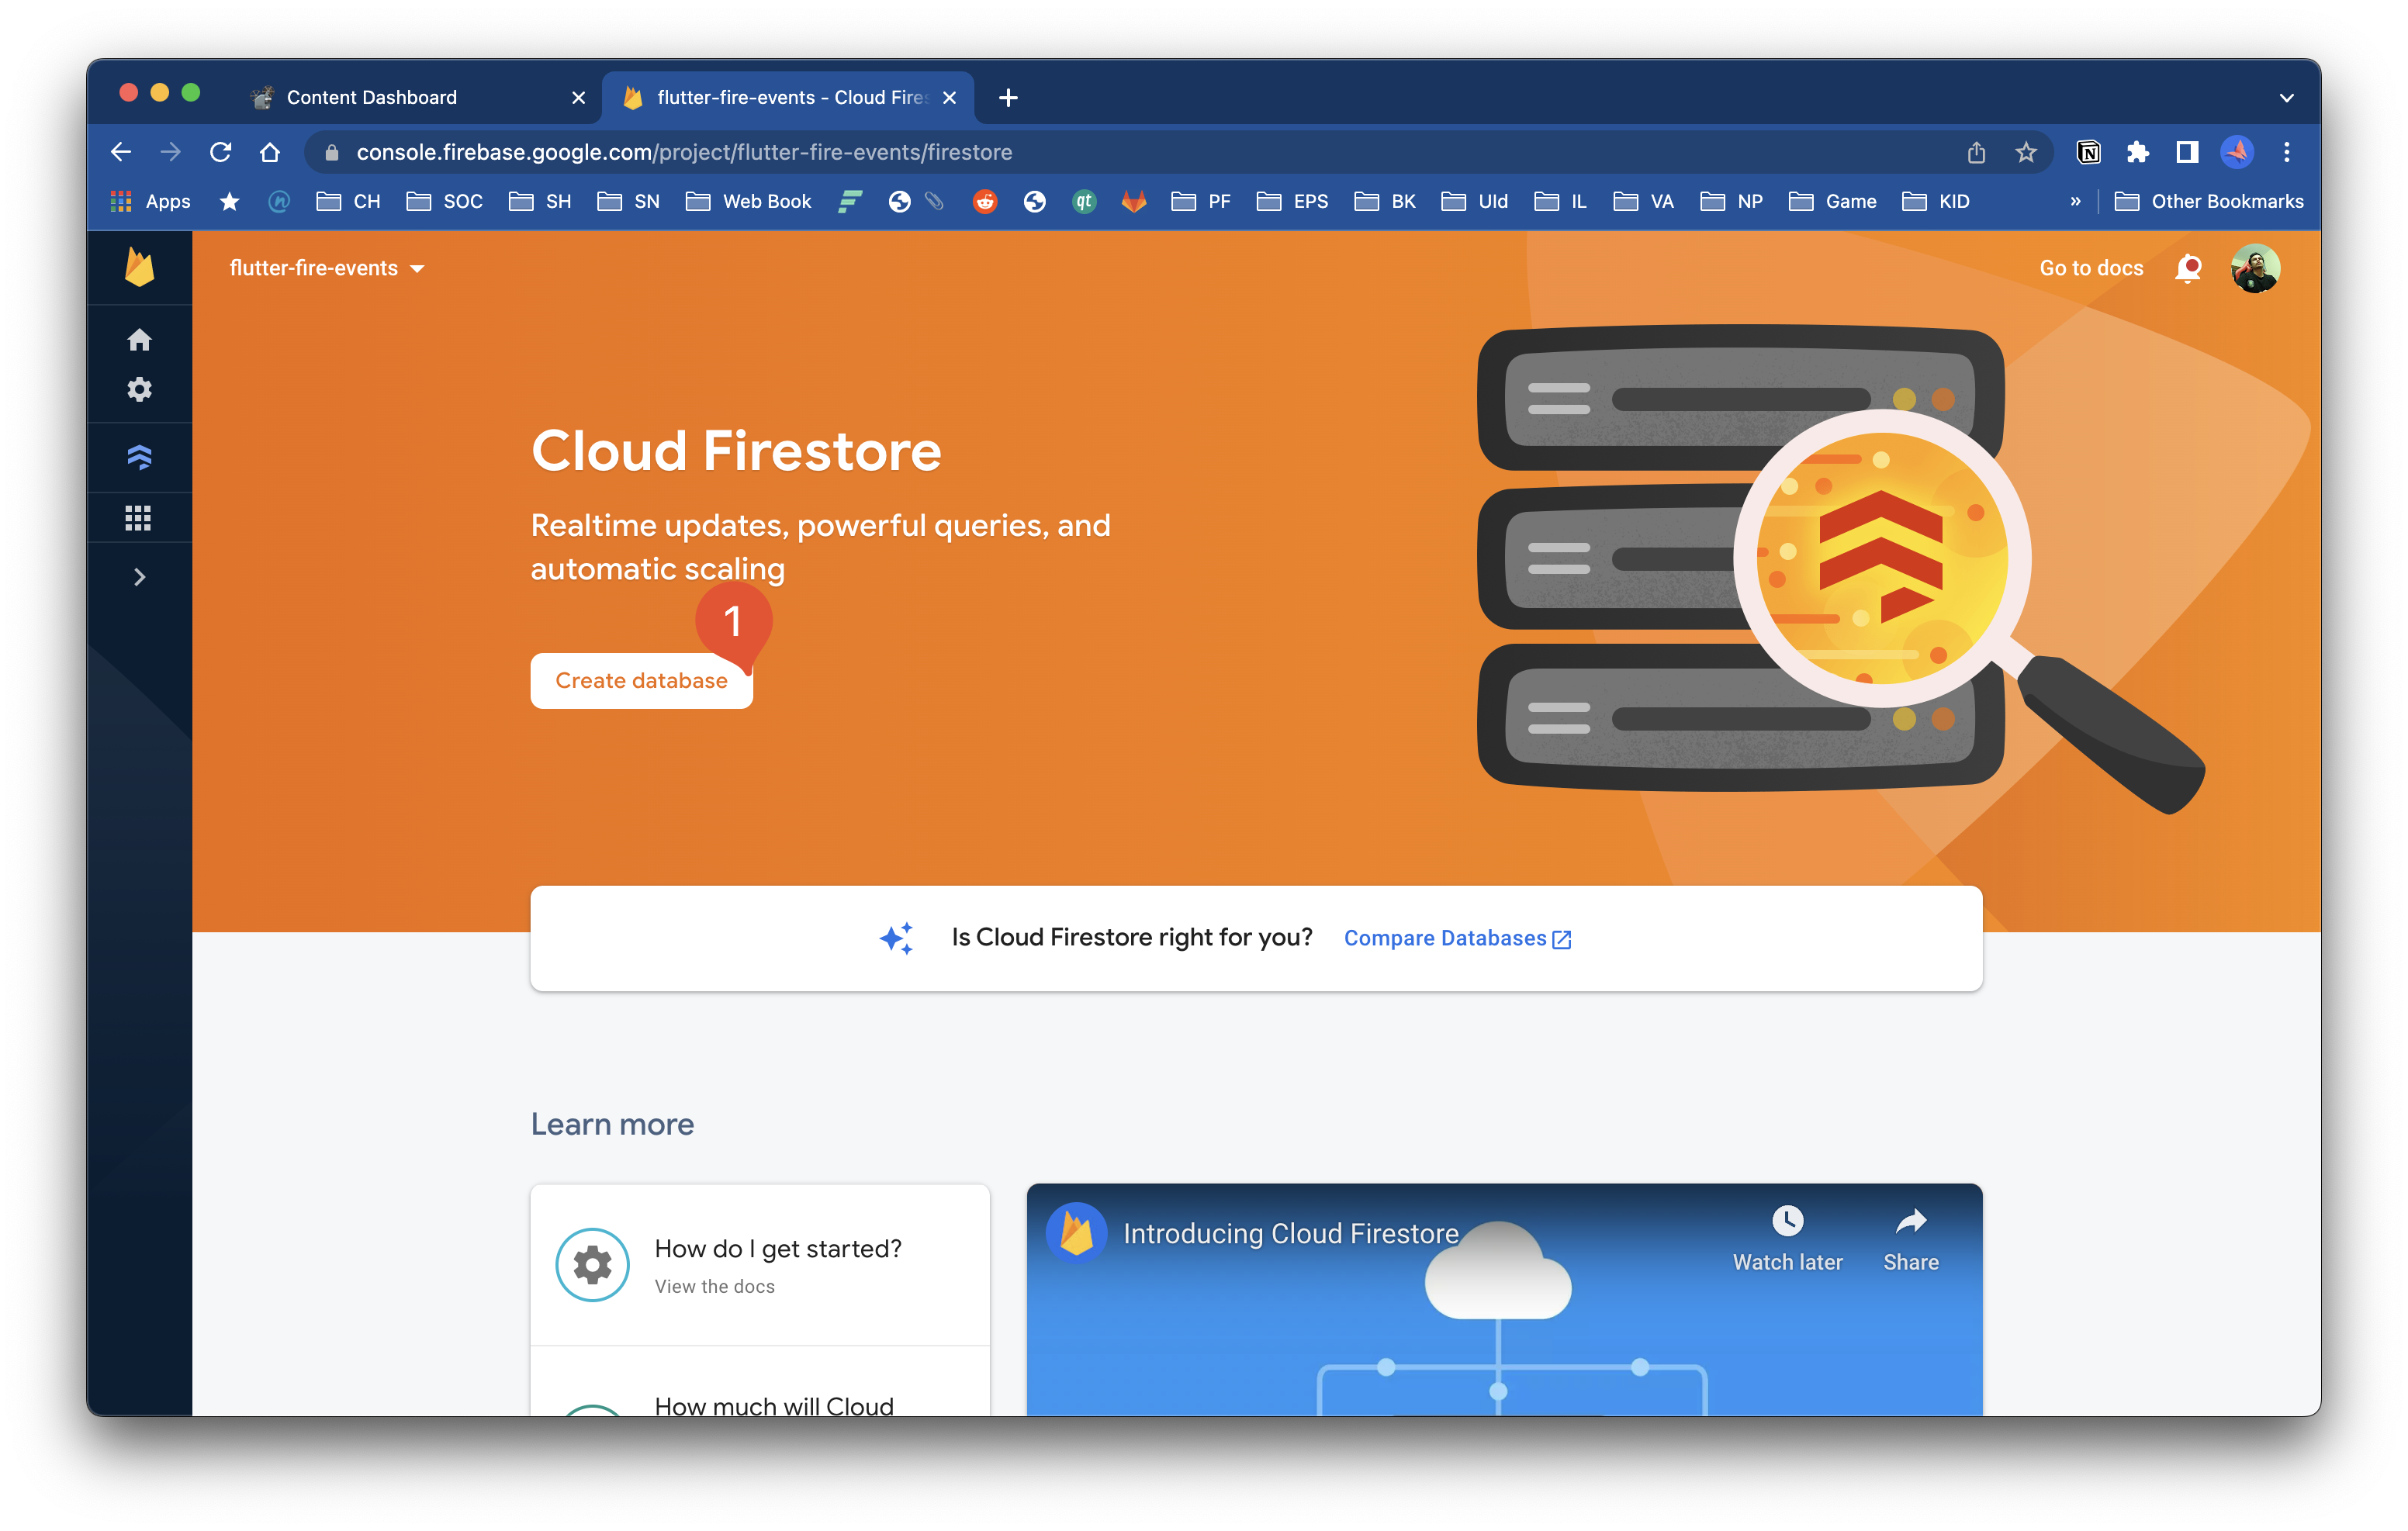 Content Dashboard
flutter-fire-events - Cloud Fire
console.firebase.google.com/project/flutter-fire-events/firestore
Apps CH SOC SH SN Web Book qt PF EPS BK UId IL VA NP Game KID » Other Bookmarks
flutter-fire-events
Go to docs
Cloud Firestore
Realtime updates, powerful queries, and
automatic scaling
1
Create database
Is Cloud Firestore right for you? Compare Databases
Learn more
How do I get started?
View the docs
How much will Cloud
Introducing Cloud Firestore
Watch later
Share